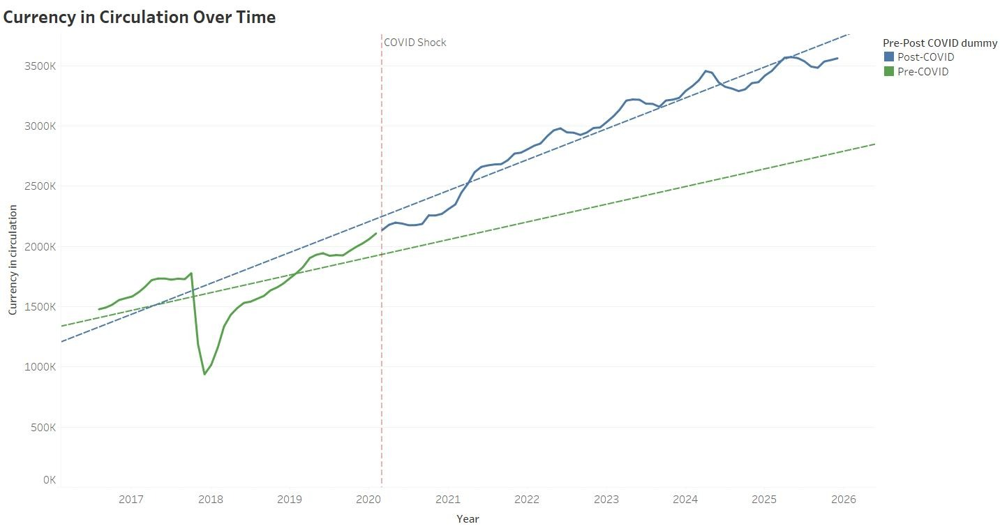 Currency in Circulation Over Time
COVID Shock
Pre-Post COVID dummy
Post-COVID
Pre-COVID
3500K
3000K
2500K
2000K
1500K
1000K
500K
0K
Currency in circulation
2017 2018 2019 2020 2021 2022 2023 2024 2025 2026
Year